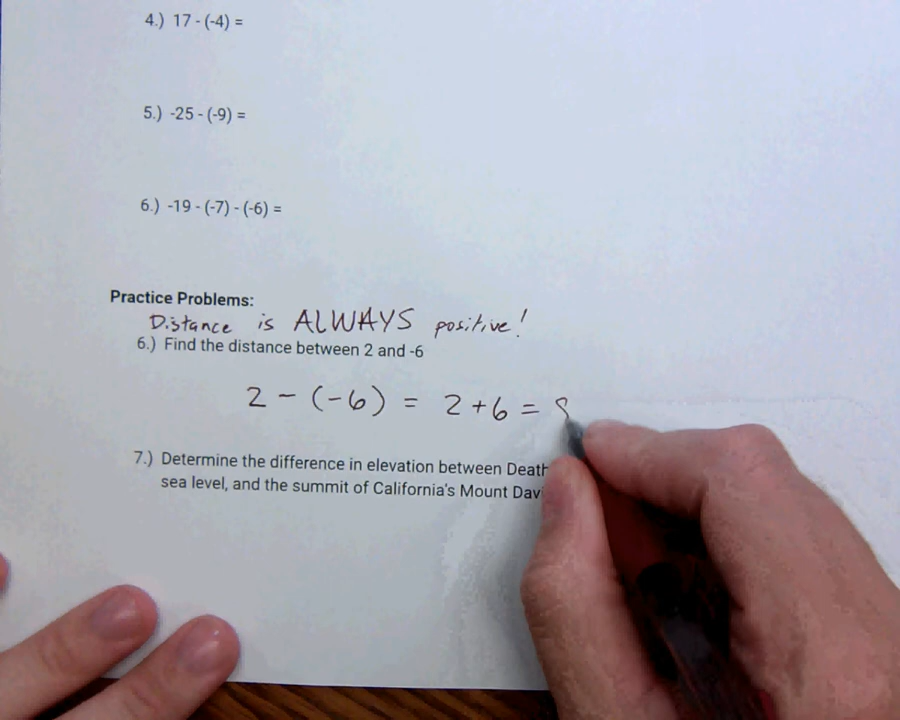 4.) 17 - (-4) =
5.) -25 - (-9) =
6.) -19 - (-7) - (-6) =
Practice Problems:
Distance is ALWAYS positive!
6.) Find the distance between 2 and -6
2 - (-6) = 2 + 6 =
7.) Determine the difference in elevation between Death
sea level, and the summit of California's Mount